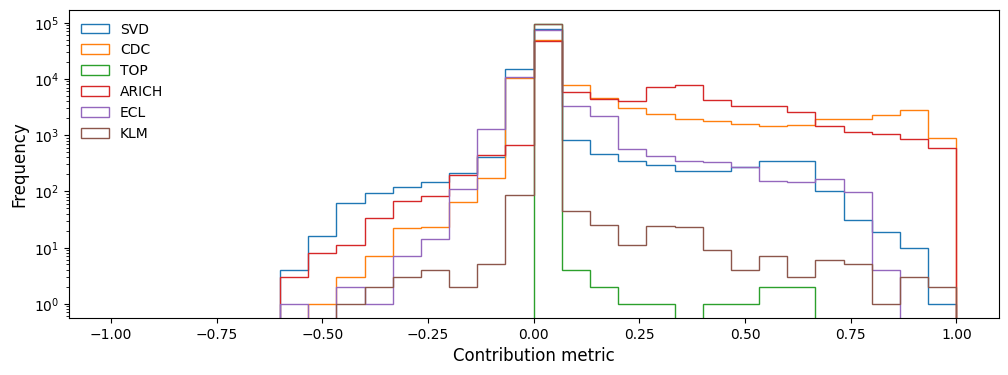 SVD
CDC
TOP
ARICH
ECL
KLM
Frequency
10⁵
10⁴
10³
10²
10¹
10⁰
−1.00 −0.75 −0.50 −0.25 0.00 0.25 0.50 0.75 1.00
Contribution metric